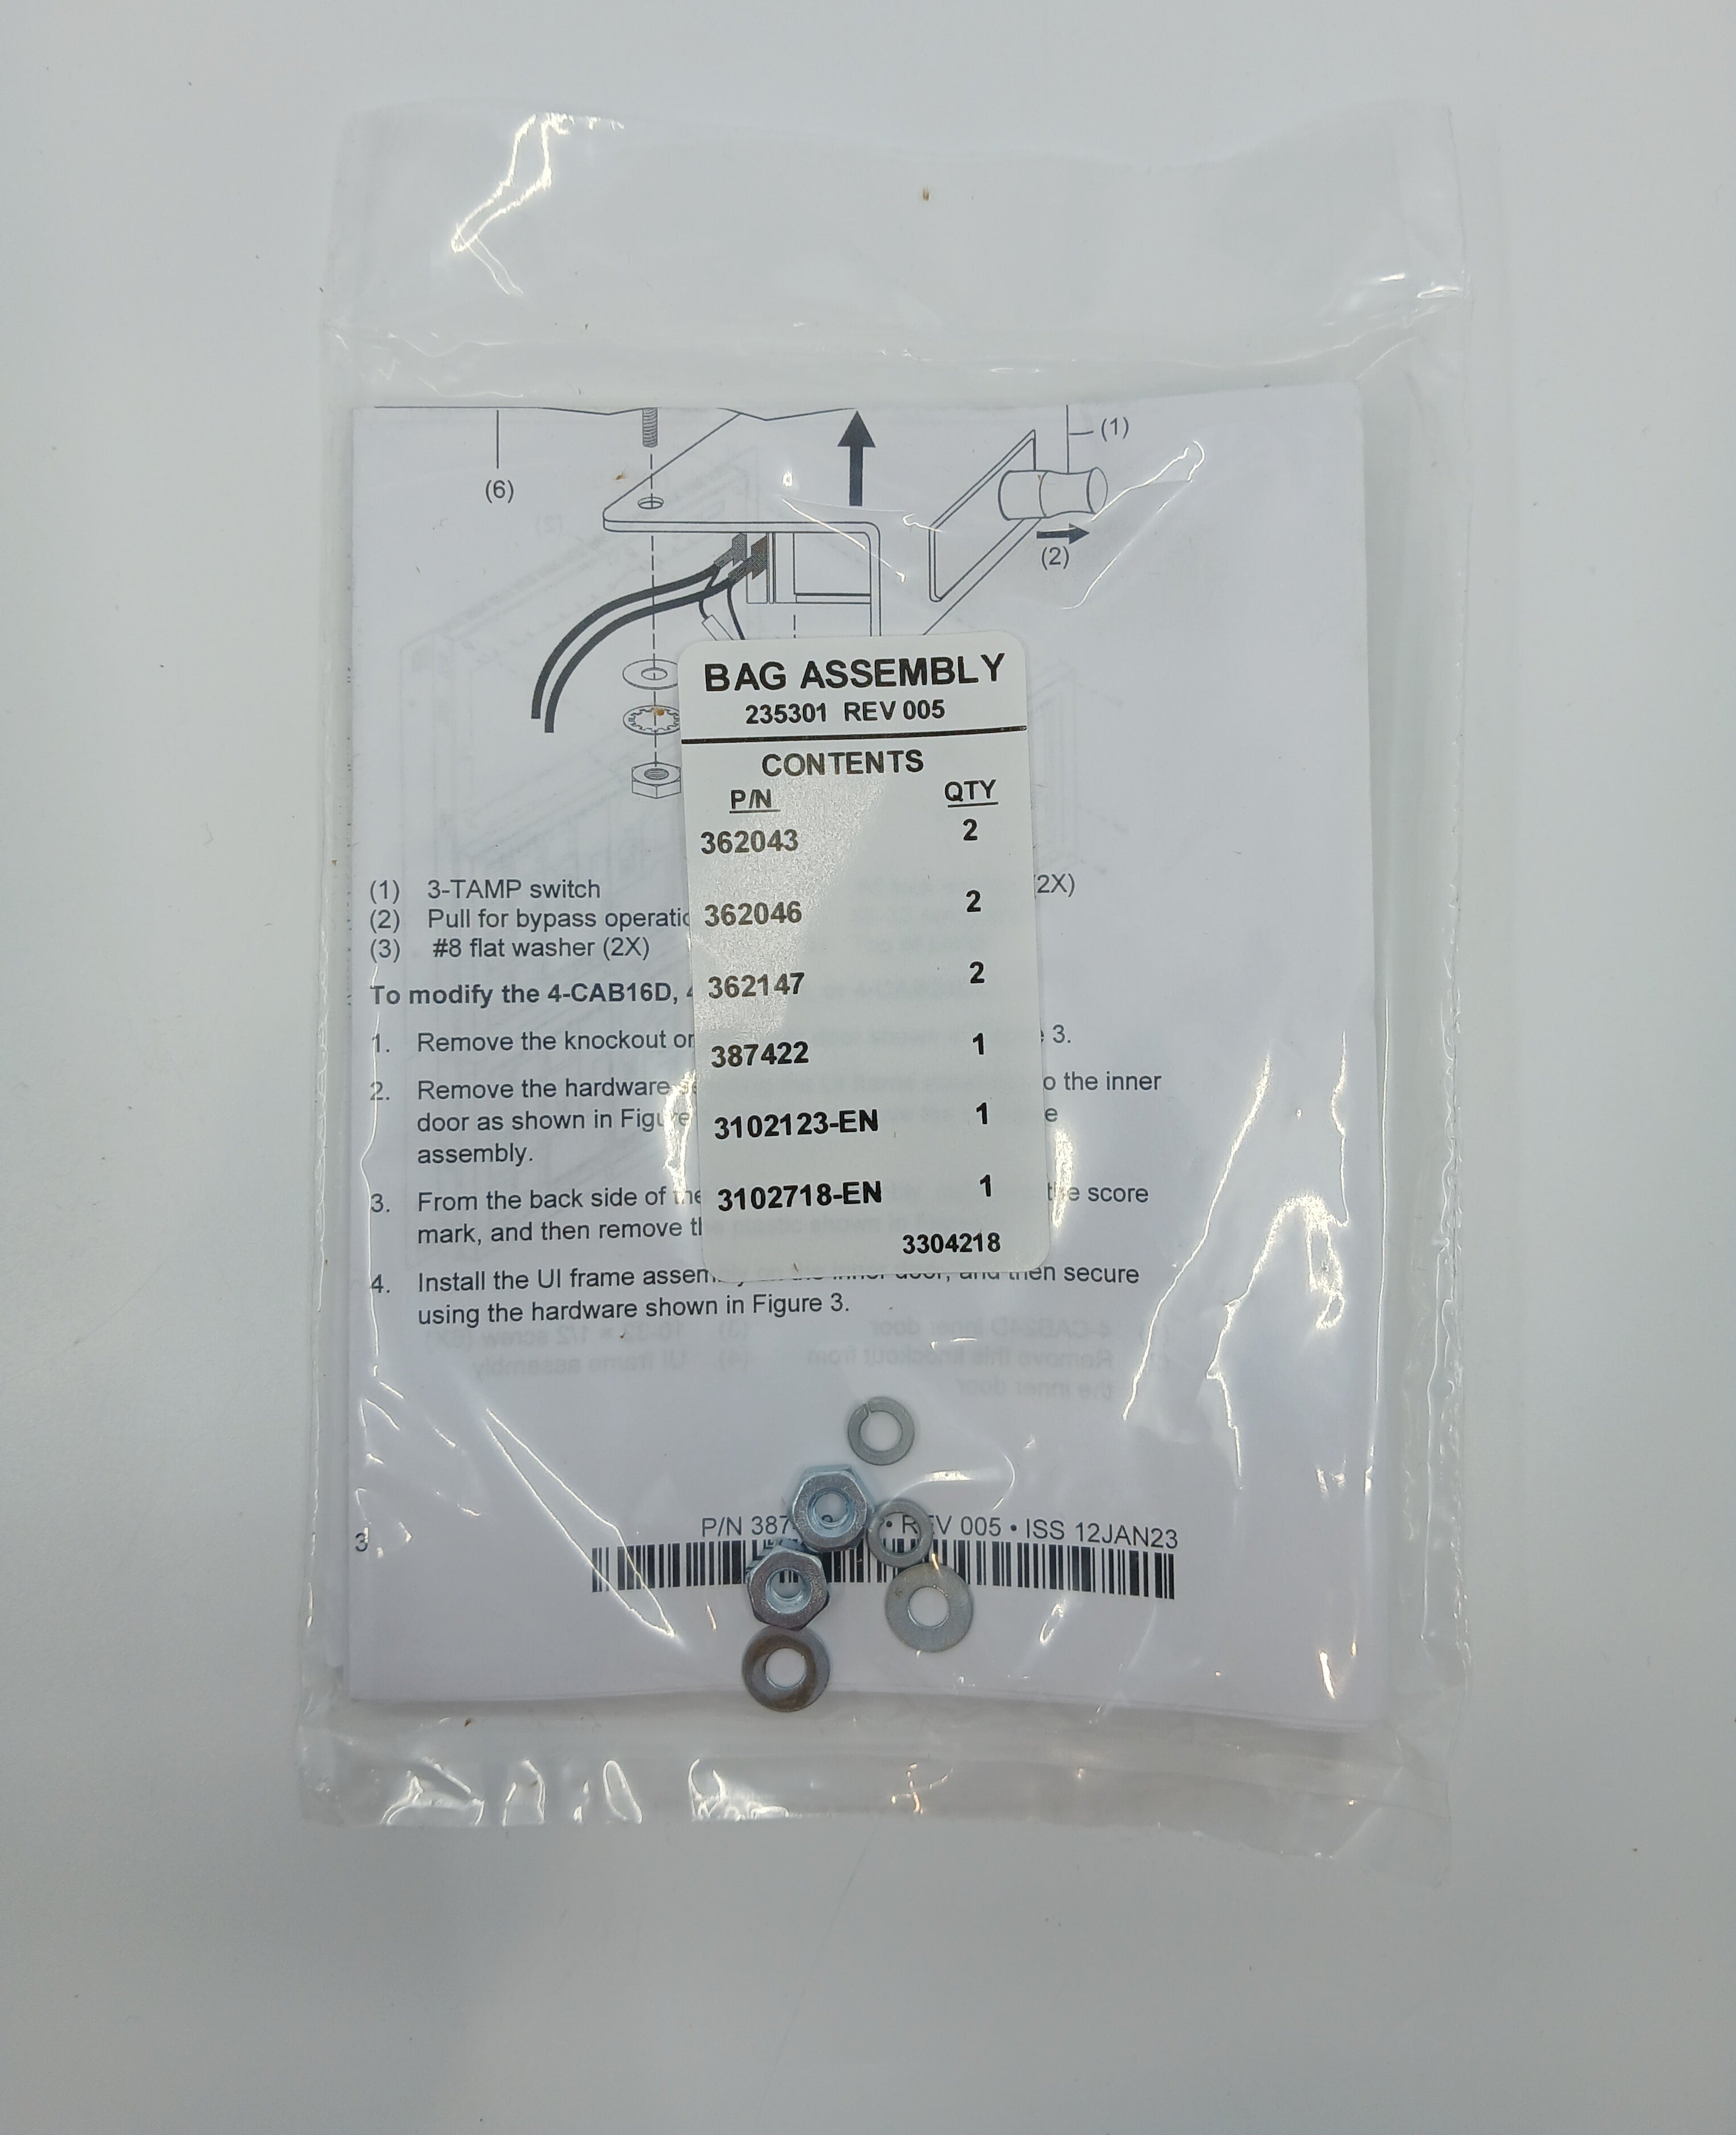 (1)
(6)
(2)
BAG ASSEMBLY
235301 REV 005
CONTENTS
P/N QTY
362043 2
362046 2
362147 2
387422 1
3102123-EN 1
3102718-EN 1
3304218
(1) 3-TAMP switch 2X)
(2) Pull for bypass
(3) #8 flat washer (2X)
To modify the 4-CAB16D,
1. Remove the knockout 3.
2. Remove the hardware the inner
door as shown in
assembly.
3. From the back side of score
mark, and then remove
4. Install the UI frame inner door, and then secure
using the hardware shown in Figure 3.
3 P/N 387 REV 005 • ISS 12JAN23